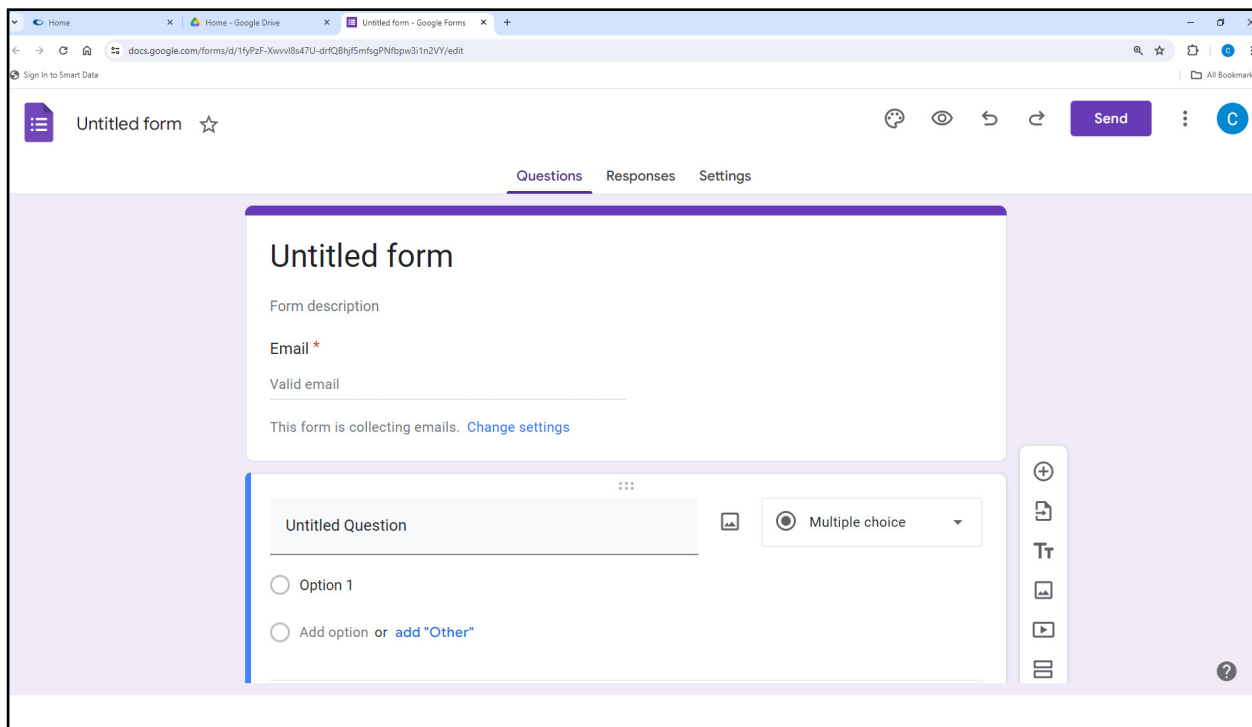 Home
Home - Google Drive
Untitled form - Google Forms
docs.google.com/forms/d/1fyPzF-Xwvvl8s47U-drfQBhjf5mfsgPNfbpw3i1n2VY/edit
C
Sign In to Smart Data
All Bookmark
Untitled form
Send
C
Questions Responses Settings
Untitled form
Form description
Email *
Valid email
This form is collecting emails. Change settings
Untitled Question
Multiple choice
Option 1
Add option or add "Other"
Tт
?